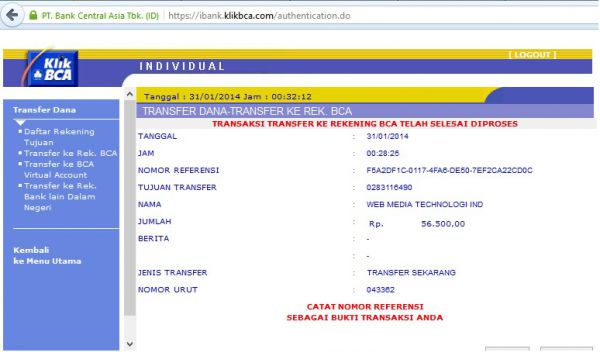 PT. Bank Central Asia Tbk. (ID) https://ibank.klikbca.com/authentication.do
Klik
BCA
INDIVIDUAL
[ LOGOUT ]
Tanggal : 31/01/2014 Jam : 00:32:12
Transfer Dana
Daftar Rekening
Tujuan
Transfer ke Rek. BCA
Transfer ke BCA
Virtual Account
Transfer ke Rek.
Bank lain Dalam
Negeri
Kembali
ke Menu Utama
TRANSFER DANA-TRANSFER KE REK. BCA
TRANSAKSI TRANSFER KE REKENING BCA TELAH SELESAI DIPROSES
TANGGAL : 31/01/2014
JAM : 00:28:25
NOMOR REFERENSI : F5A2DF1C-0117-4FA6-DE50-7EF2CA22CD0C
TUJUAN TRANSFER : 0283116490
NAMA : WEB MEDIA TECHNOLOGI IND
JUMLAH : Rp. 56.500,00
BERITA : -
: -
JENIS TRANSFER : TRANSFER SEKARANG
NOMOR URUT : 043362
CATAT NOMOR REFERENSI
SEBAGAI BUKTI TRANSAKSI ANDA